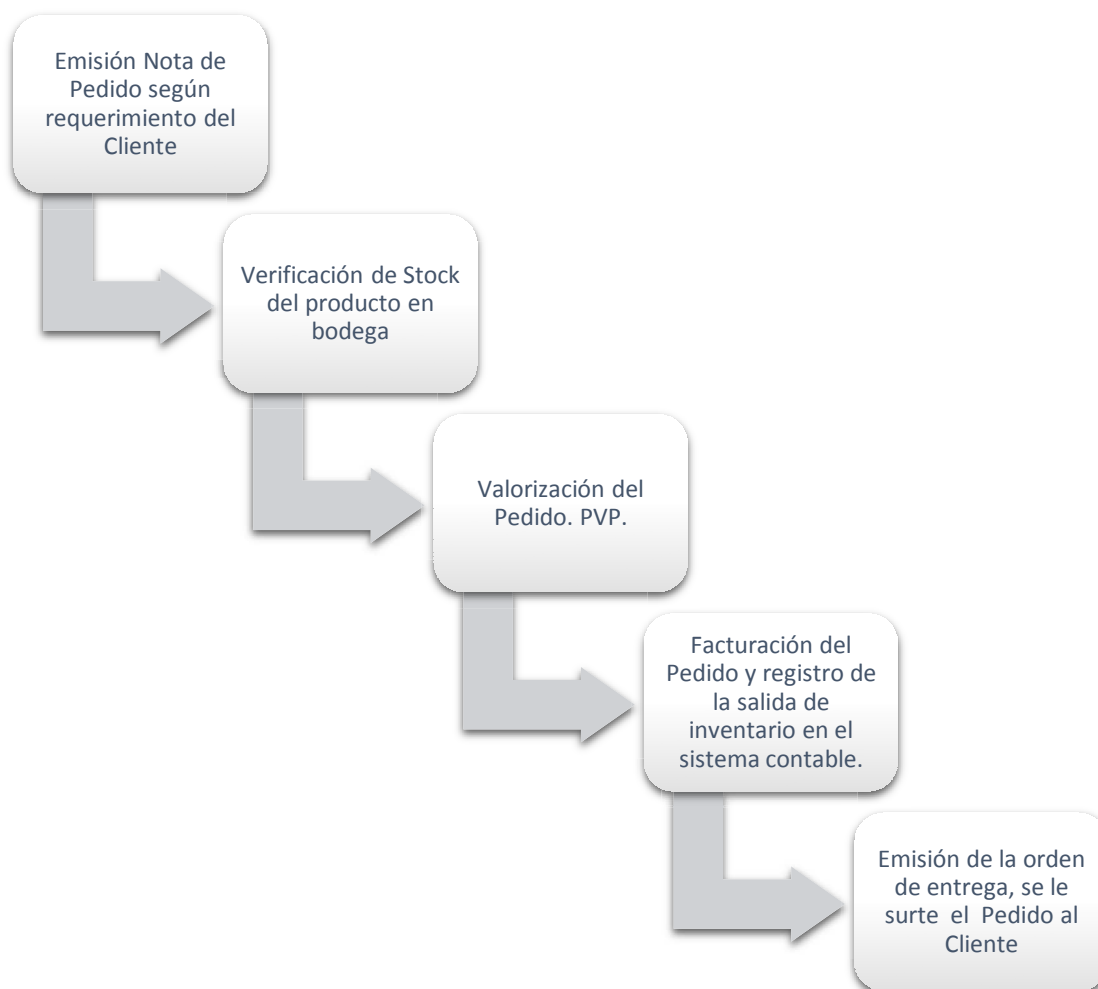 Emisión Nota de
Pedido según
requerimiento del
Cliente
Verificación de Stock
del producto en
bodega
Valorización del
Pedido. PVP.
Facturación del
Pedido y registro de
la salida de
inventario en el
sistema contable.
Emisión de la orden
de entrega, se le
surte el Pedido al
Cliente